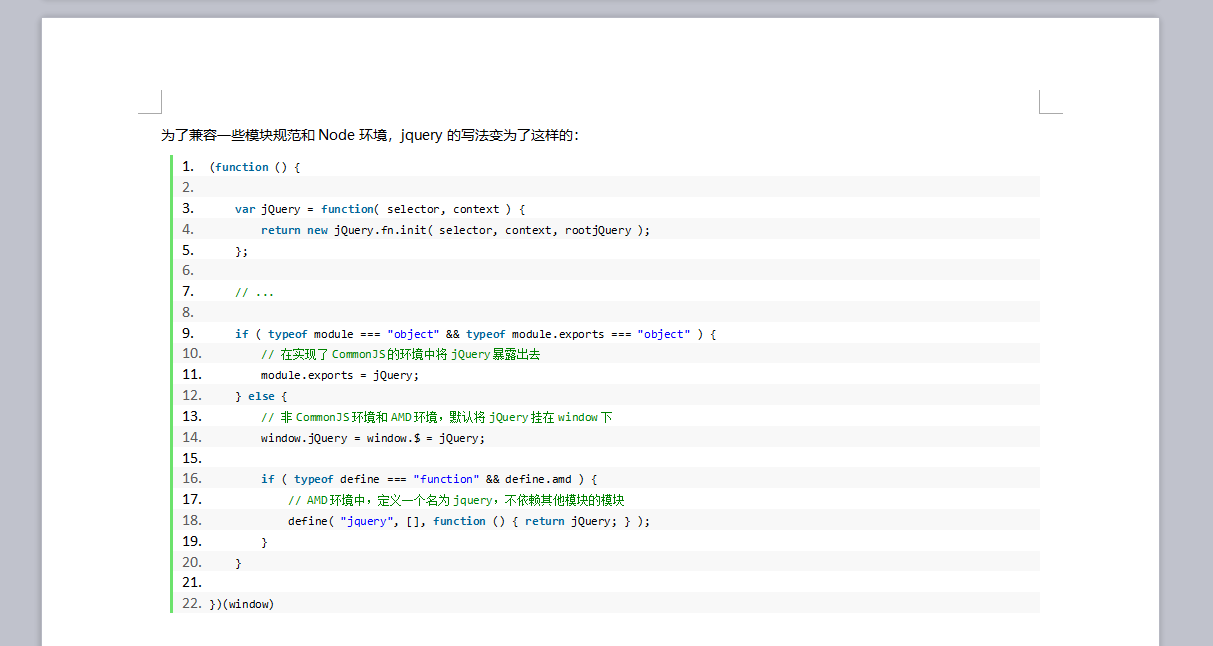 为了兼容一些模块规范和 Node 环境，jquery 的写法变为了这样的：
1. (function () {
2.
3.     var jQuery = function( selector, context ) {
4.         return new jQuery.fn.init( selector, context, rootjQuery );
5.     };
6.
7.     // ...
8.
9.     if ( typeof module === "object" && typeof module.exports === "object" ) {
10.         // 在实现了 CommonJS 的环境中将 jQuery 暴露出去
11.         module.exports = jQuery;
12.     } else {
13.         // 非 CommonJS 环境和 AMD 环境，默认将 jQuery 挂在 window 下
14.         window.jQuery = window.$ = jQuery;
15.
16.         if ( typeof define === "function" && define.amd ) {
17.             // AMD 环境中，定义一个名为 jquery，不依赖其他模块的模块
18.             define( "jquery", [], function () { return jQuery; } );
19.         }
20.     }
21.
22. })(window)